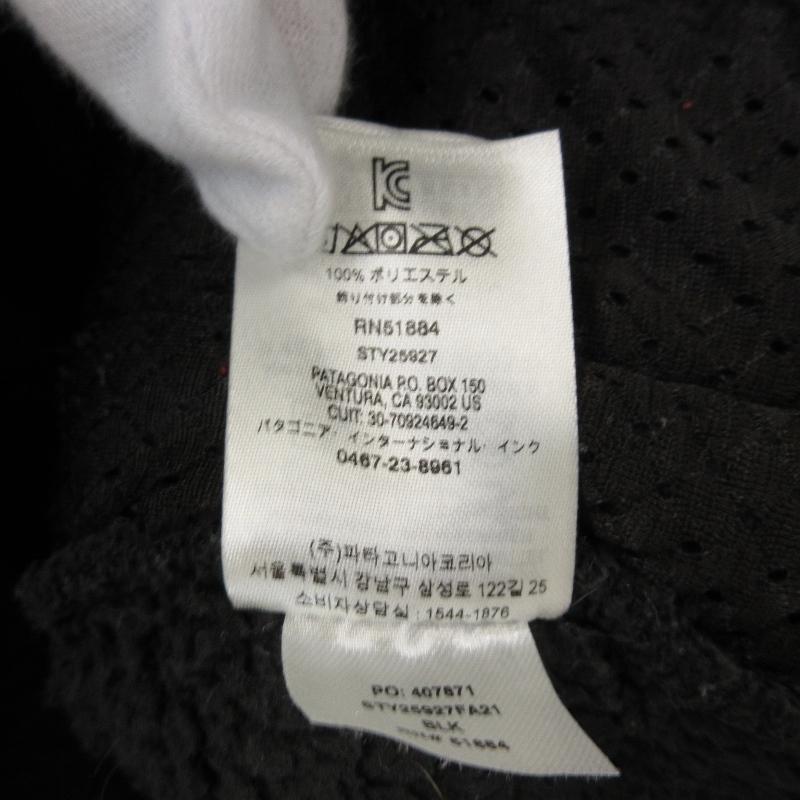 100% ポリエステル
飾り付け部分を除く
RN51884
STY25927
PATAGONIA P.O. BOX 150
VENTURA, CA 93002 US
CUIT: 30-70924649-2
パタゴニア・インターナショナル・インク
0467-23-8961
(주)파타고니아코리아
서울특별시 강남구 삼성로 122길 25
소비자상담실 : 1544-1876
PO: 407871
STY25927FA21
BLK
51884